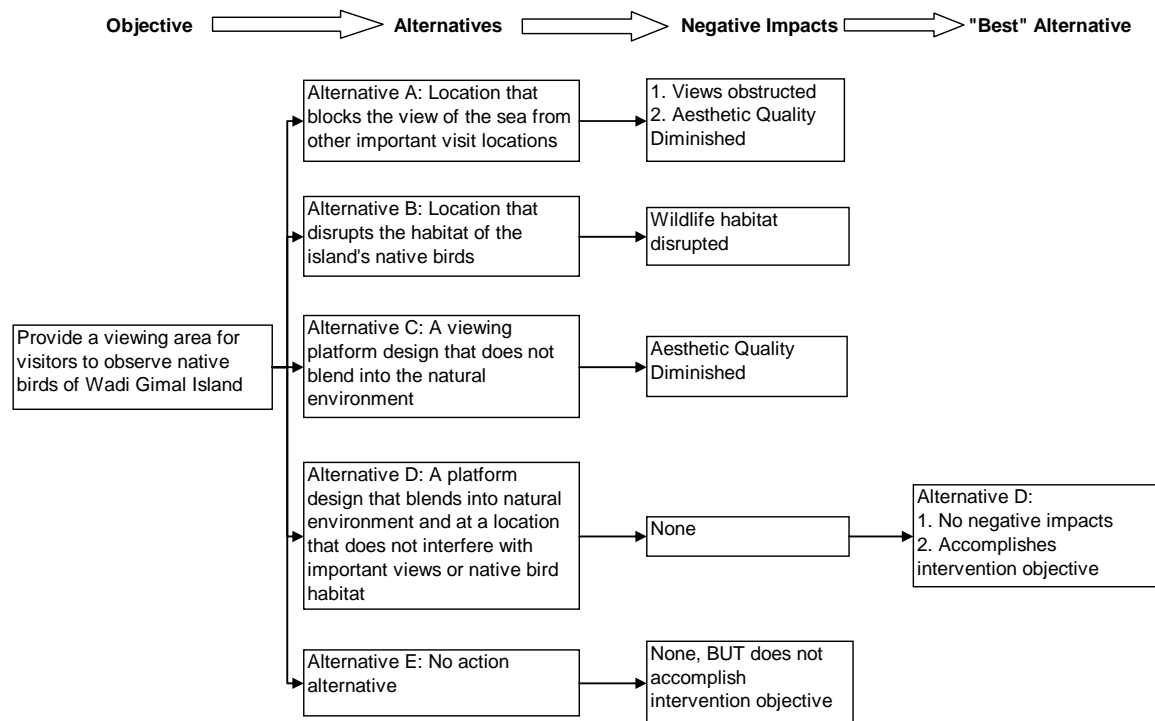 Objective
Alternatives
Negative Impacts
"Best" Alternative
Provide a viewing area for
visitors to observe native
birds of Wadi Gimal Island
Alternative A: Location that
blocks the view of the sea from
other important visit locations
1. Views obstructed
2. Aesthetic Quality
Diminished
Alternative B: Location that
disrupts the habitat of the
island's native birds
Wildlife habitat
disrupted
Alternative C: A viewing
platform design that does not
blend into the natural
environment
Aesthetic Quality
Diminished
Alternative D: A platform
design that blends into natural
environment and at a location
that does not interfere with
important views or native bird
habitat
None
Alternative D:
1. No negative impacts
2. Accomplishes
intervention objective
Alternative E: No action
alternative
None, BUT does not
accomplish
intervention objective